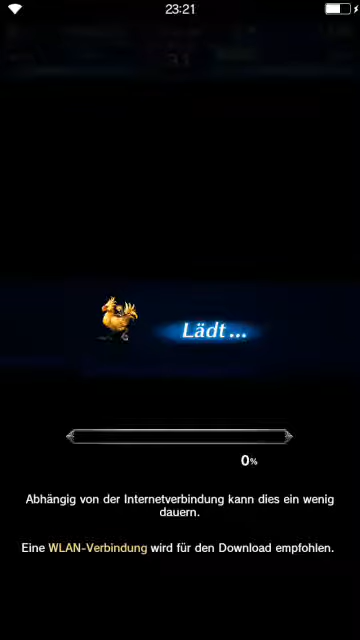 23:21
31
Lädt...
0%
Abhängig von der Internetverbindung kann dies ein wenig
dauern.
Eine WLAN-Verbindung wird für den Download empfohlen.